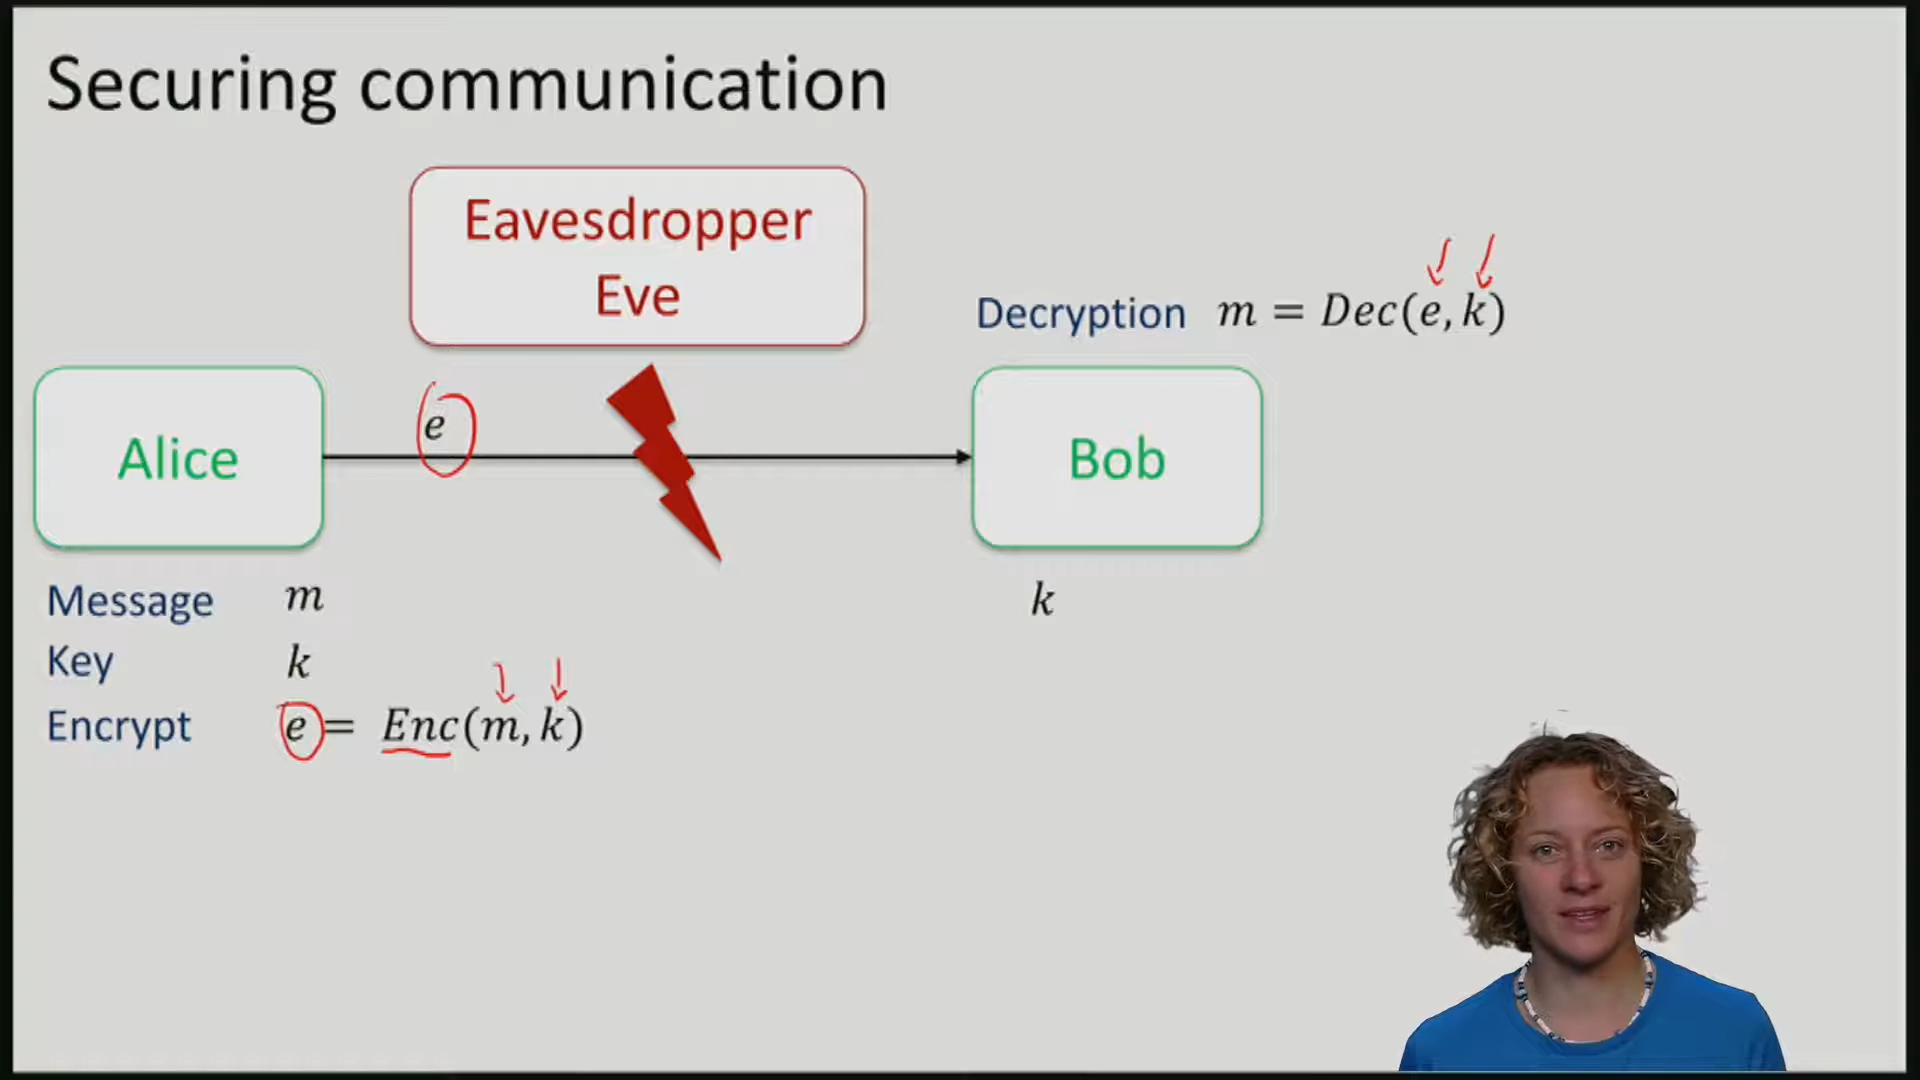 Securing communication
Eavesdropper
Eve
Decryption m = Dec(e, k)
e
Alice
Bob
Message m
k
Key k
Encrypt e = Enc(m, k)